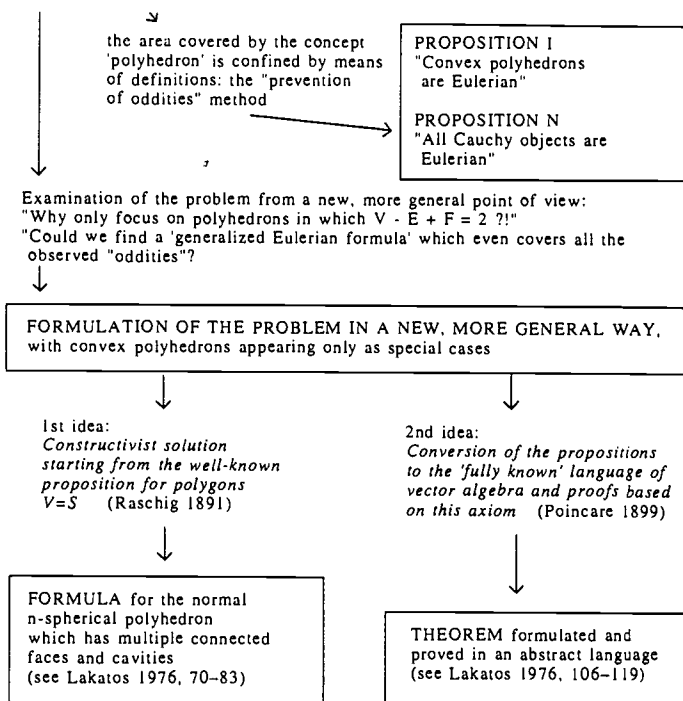 the area covered by the concept
'polyhedron' is confined by means
of definitions: the "prevention
of oddities" method
PROPOSITION I
"Convex polyhedrons
are Eulerian"
PROPOSITION N
"All Cauchy objects are
Eulerian"
Examination of the problem from a new, more general point of view:
"Why only focus on polyhedrons in which V - E + F = 2 ?!"
"Could we find a 'generalized Eulerian formula' which even covers all the
observed "oddities"?
FORMULATION OF THE PROBLEM IN A NEW, MORE GENERAL WAY,
with convex polyhedrons appearing only as special cases
1st idea:
Constructivist solution
starting from the well-known
proposition for polygons
V=S (Raschig 1891)
2nd idea:
Conversion of the propositions
to the 'fully known' language of
vector algebra and proofs based
on this axiom (Poincare 1899)
FORMULA for the normal
n-spherical polyhedron
which has multiple connected
faces and cavities
(see Lakatos 1976, 70-83)
THEOREM formulated and
proved in an abstract language
(see Lakatos 1976, 106-119)